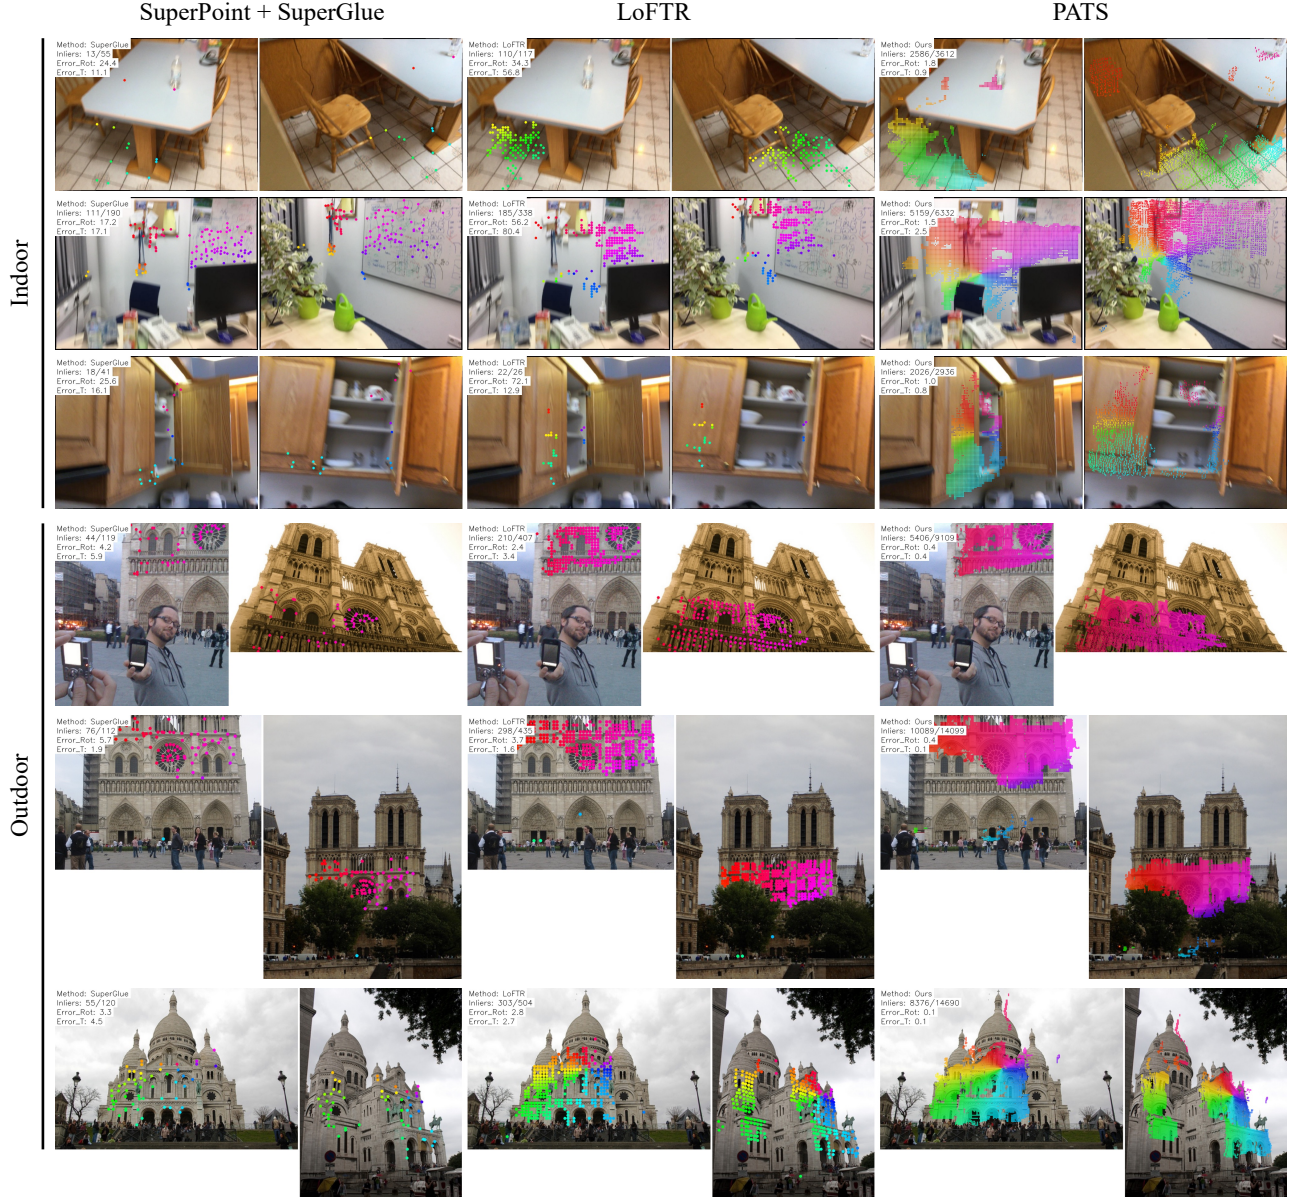 SuperPoint + SuperGlue
LoFTR
PATS
Indoor
Method: SuperGlue
Inliers: 13/55
Error_Rot: 24.4
Error_T: 11.1
Method: LoFTR
Inliers: 110/117
Error_Rot: 34.3
Error_T: 56.8
Method: Ours
Inliers: 2586/3612
Error_Rot: 1.8
Error_T: 0.9
Method: SuperGlue
Inliers: 111/190
Error_Rot: 17.2
Error_T: 17.1
Method: LoFTR
Inliers: 185/338
Error_Rot: 56.2
Error_T: 80.4
Method: Ours
Inliers: 5159/6332
Error_Rot: 1.5
Error_T: 2.5
Method: SuperGlue
Inliers: 18/41
Error_Rot: 25.6
Error_T: 16.1
Method: LoFTR
Inliers: 22/26
Error_Rot: 72.1
Error_T: 12.9
Method: Ours
Inliers: 2026/2936
Error_Rot: 1.0
Error_T: 0.8
Outdoor
Method: SuperGlue
Inliers: 44/119
Error_Rot: 4.2
Error_T: 5.9
Method: LoFTR
Inliers: 210/407
Error_Rot: 2.4
Error_T: 3.4
Method: Ours
Inliers: 5406/9109
Error_Rot: 0.4
Error_T: 0.4
Method: SuperGlue
Inliers: 76/112
Error_Rot: 5.7
Error_T: 1.9
Method: LoFTR
Inliers: 298/435
Error_Rot: 3.7
Error_T: 1.6
Method: Ours
Inliers: 10089/14099
Error_Rot: 0.4
Error_T: 0.1
Method: SuperGlue
Inliers: 55/120
Error_Rot: 3.3
Error_T: 4.5
Method: LoFTR
Inliers: 303/504
Error_Rot: 2.8
Error_T: 2.7
Method: Ours
Inliers: 8376/14690
Error_Rot: 0.1
Error_T: 0.1